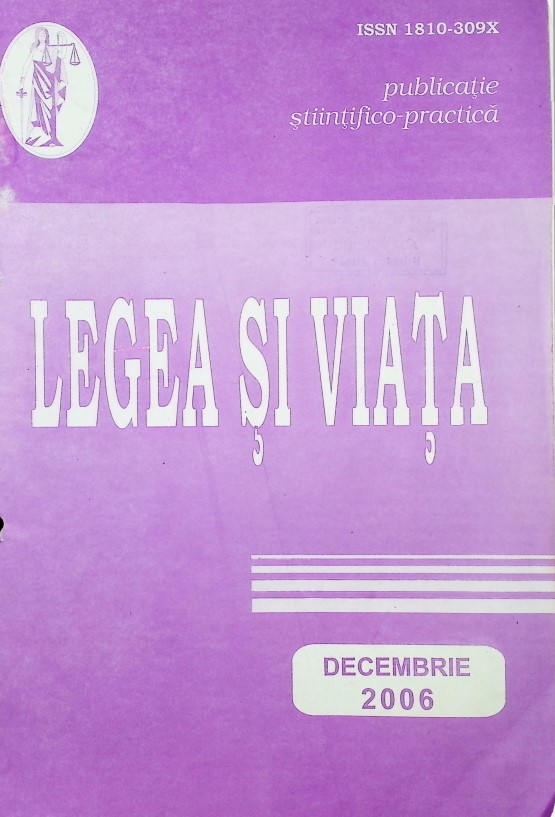 ISSN 1810-309X
publicație
științifico-practică
LEGEA ȘI VIAȚA
DECEMBRIE
2006